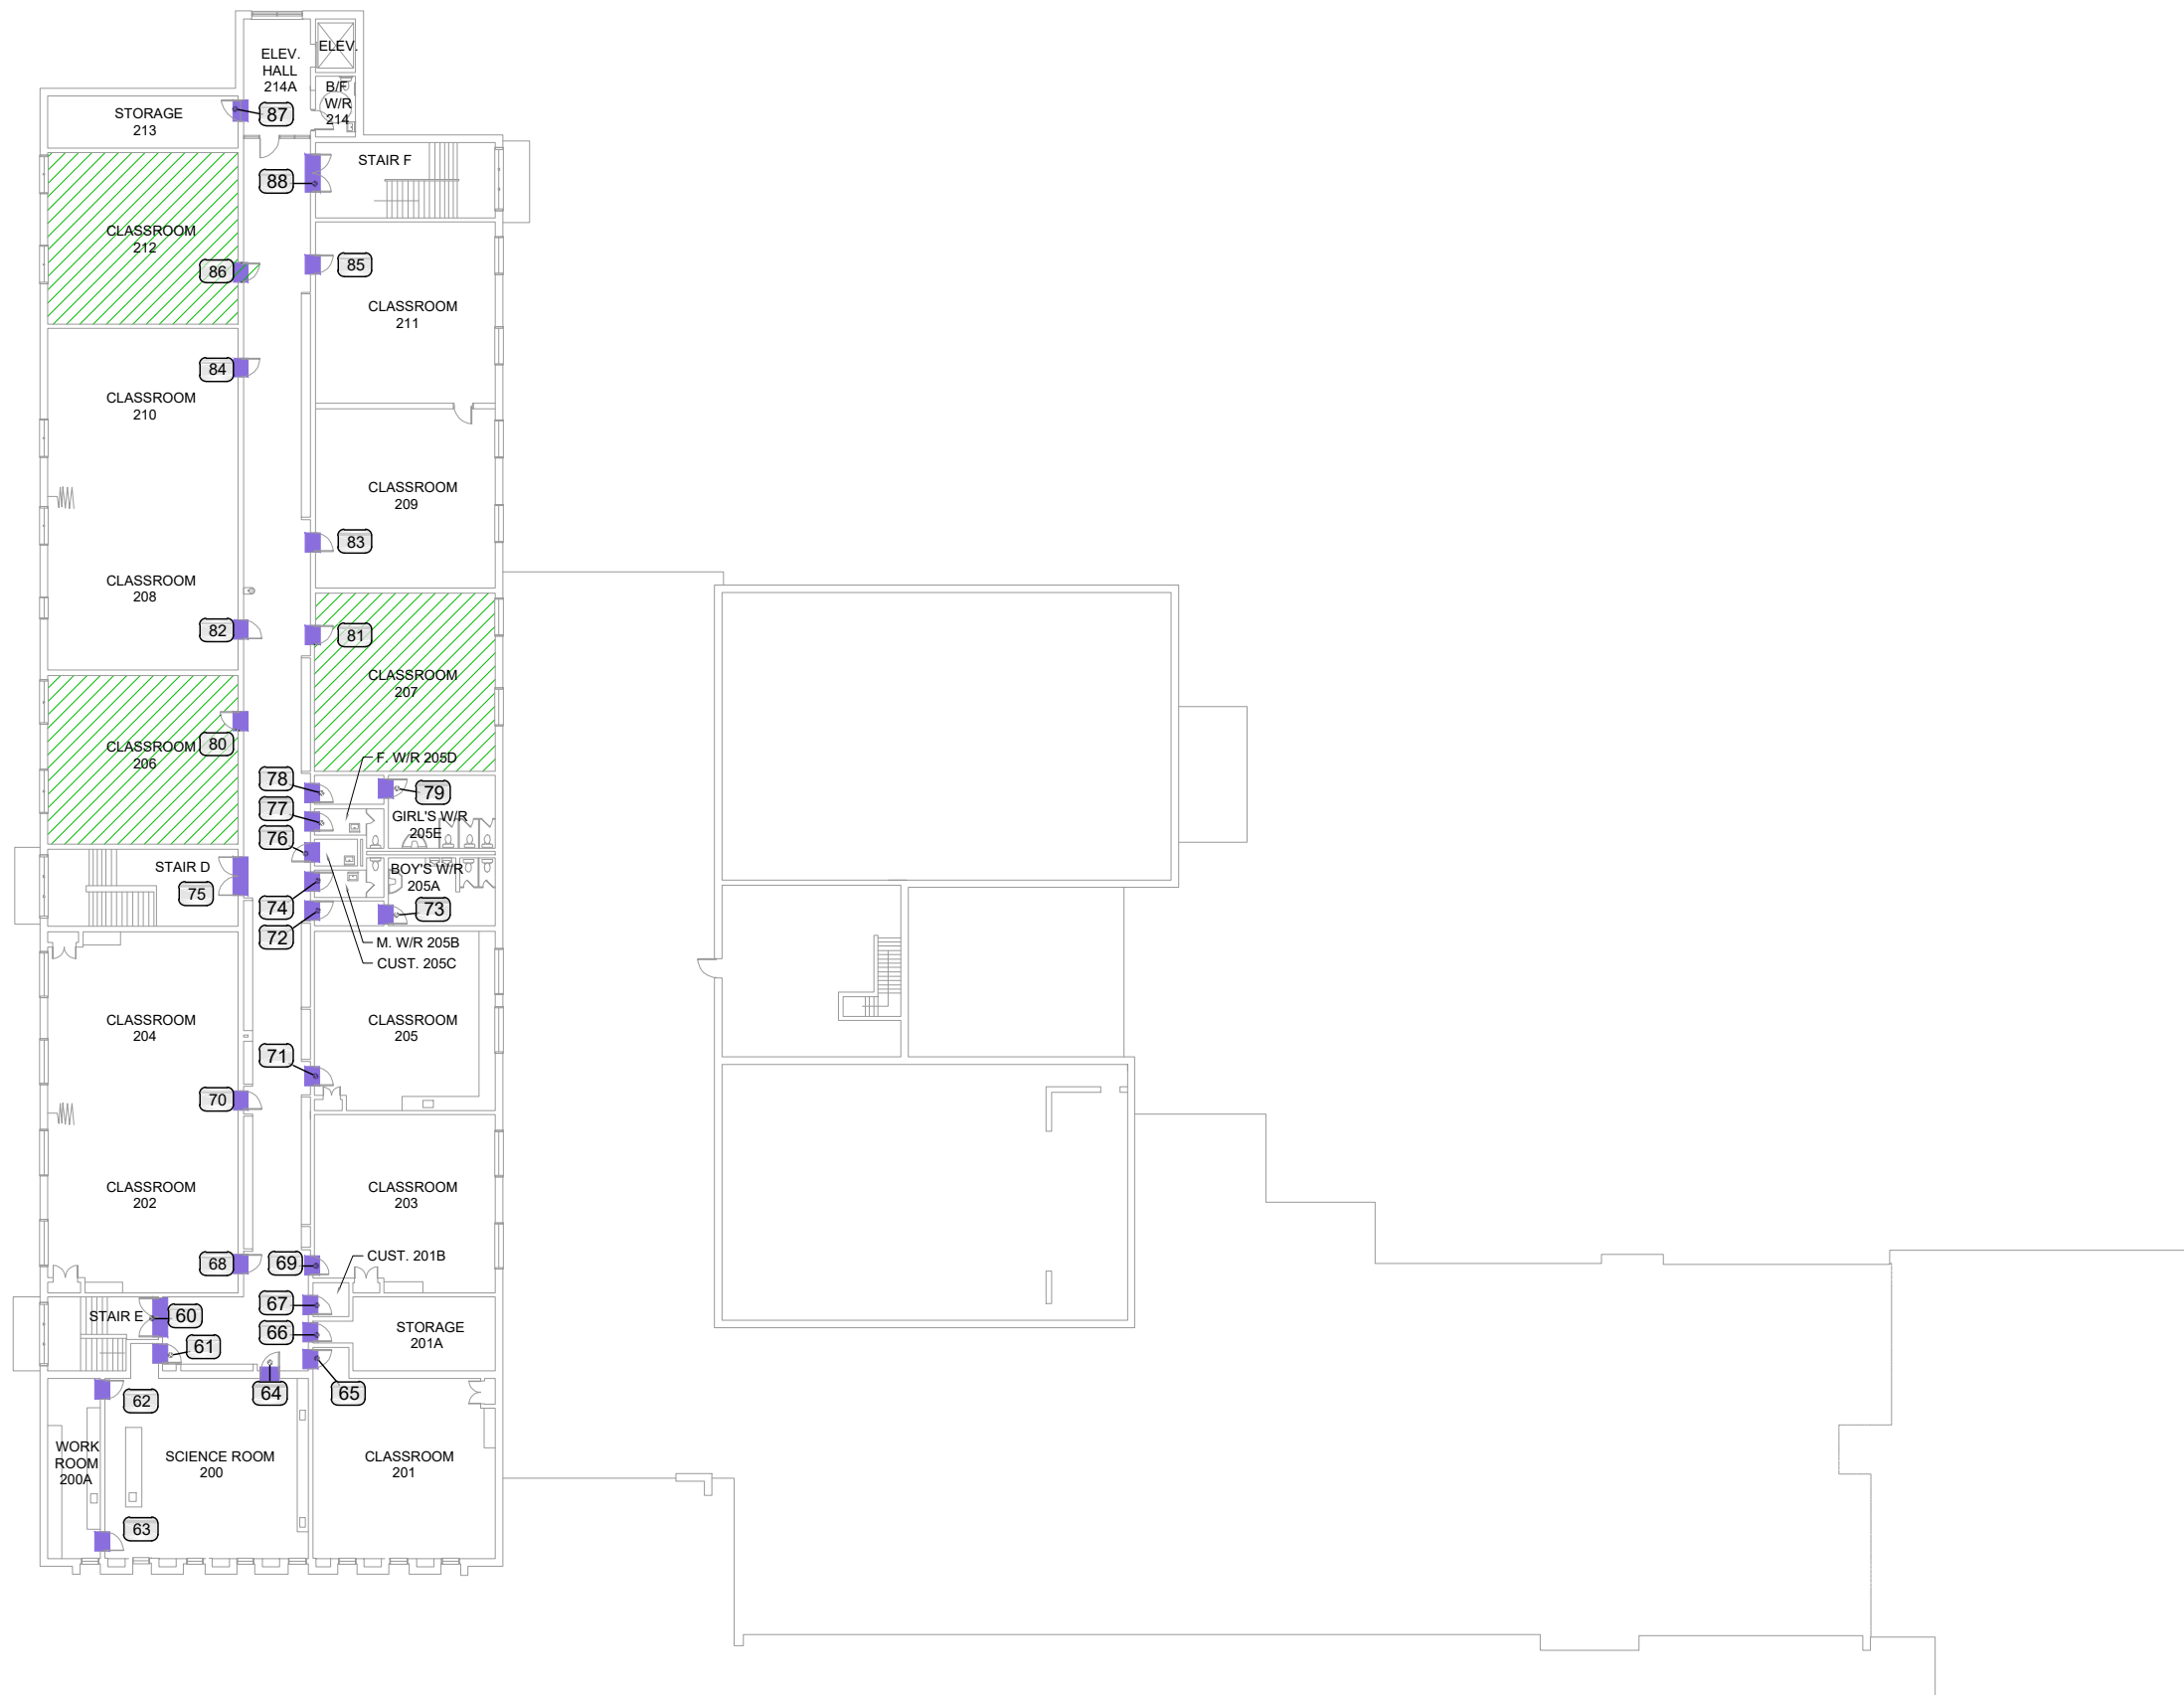 ELEV.
HALL
214A
ELEV.
B/F
W/R
214
STORAGE
213
87
STAIR F
88
CLASSROOM
212
86
85
CLASSROOM
211
84
CLASSROOM
210
CLASSROOM
209
83
CLASSROOM
208
82
81
CLASSROOM
207
CLASSROOM
206
80
F. W/R 205D
78
79
77
GIRL'S W/R
205E
76
STAIR D
75
BOY'S W/R
205A
74
73
72
M. W/R 205B
CUST. 205C
CLASSROOM
204
CLASSROOM
205
71
70
CLASSROOM
202
CLASSROOM
203
68
69
CUST. 201B
67
STAIR E
60
66
STORAGE
201A
61
64
65
62
WORK
ROOM
200A
SCIENCE ROOM
200
CLASSROOM
201
63